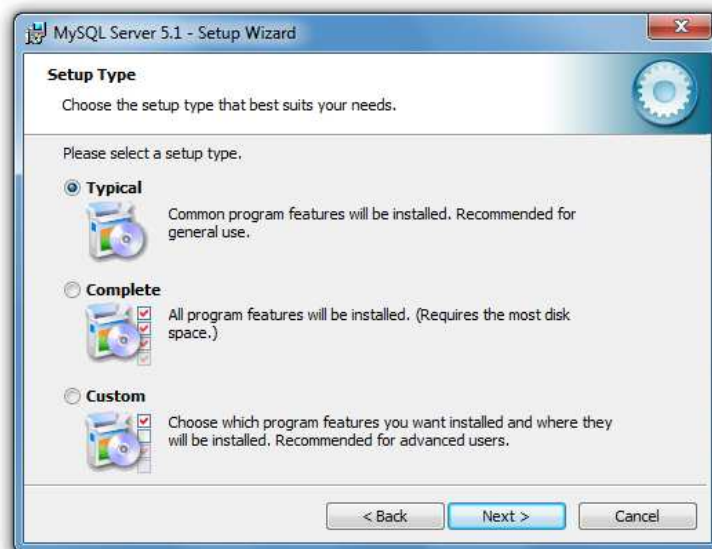 MySQL Server 5.1 - Setup Wizard
Setup Type
Choose the setup type that best suits your needs.
Please select a setup type.
Typical
Common program features will be installed. Recommended for
general use.
Complete
All program features will be installed. (Requires the most disk
space.)
Custom
Choose which program features you want installed and where they
will be installed. Recommended for advanced users.
< Back
Next >
Cancel